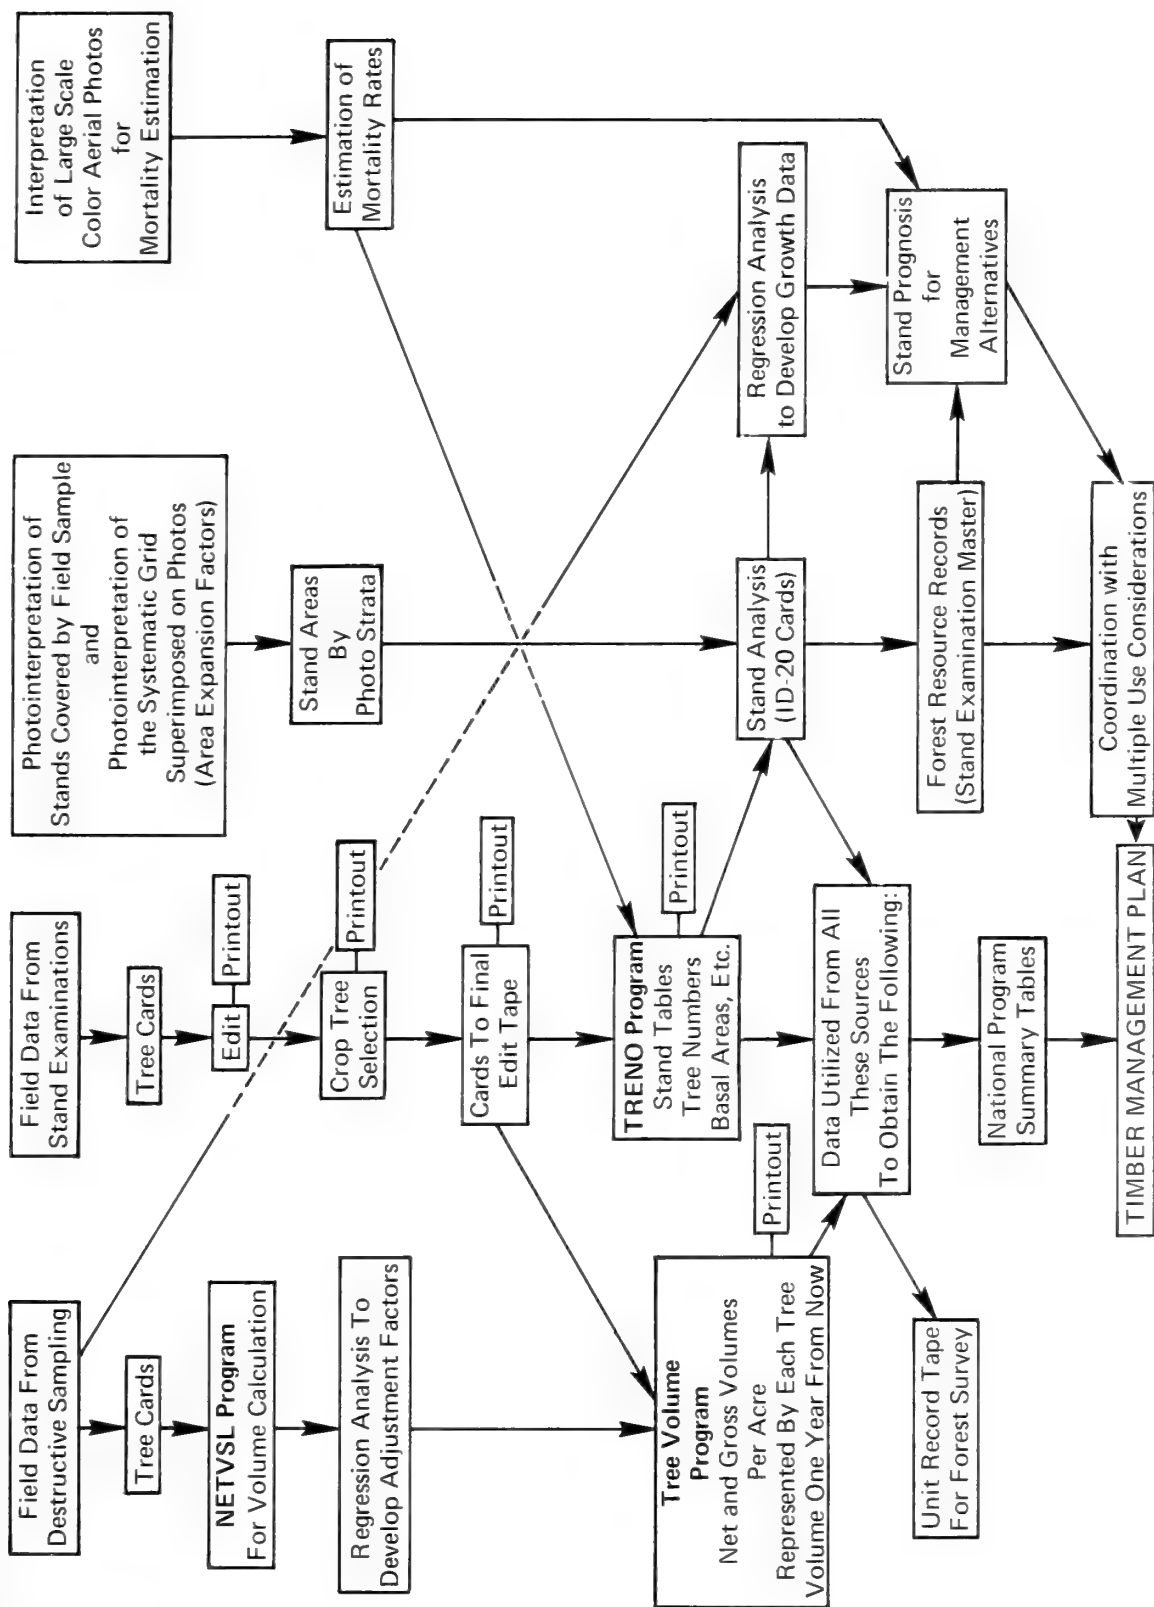 Field Data From
Destructive Sampling
Tree Cards
NETVSL Program
For Volume Calculation
Regression Analysis To
Develop Adjustment Factors
Tree Volume
Program
Net and Gross Volumes
Per Acre
Represented By Each Tree
Volume One Year From Now
Printout
Unit Record Tape
For Forest Survey
Field Data From
Stand Examinations
Tree Cards
Edit
Printout
Crop Tree
Selection
Printout
Cards To Final
Edit Tape
Printout
TRENO Program
Stand Tables
Tree Numbers
Basal Areas, Etc.
Printout
Data Utilized From All
These Sources
To Obtain The Following:
National Program
Summary Tables
TIMBER MANAGEMENT PLAN
Photointerpretation of
Stands Covered by Field Sample
and
Photointerpretation of
the Systematic Grid
Superimposed on Photos
(Area Expansion Factors)
Stand Areas
By
Photo Strata
Stand Analysis
(ID-20 Cards)
Forest Resource Records
(Stand Examination Master)
Coordination with
Multiple Use Considerations
Interpretation
of Large Scale
Color Aerial Photos
for
Mortality Estimation
Estimation of
Mortality Rates
Regression Analysis
to Develop Growth Data
Stand Prognosis
for
Management
Alternatives